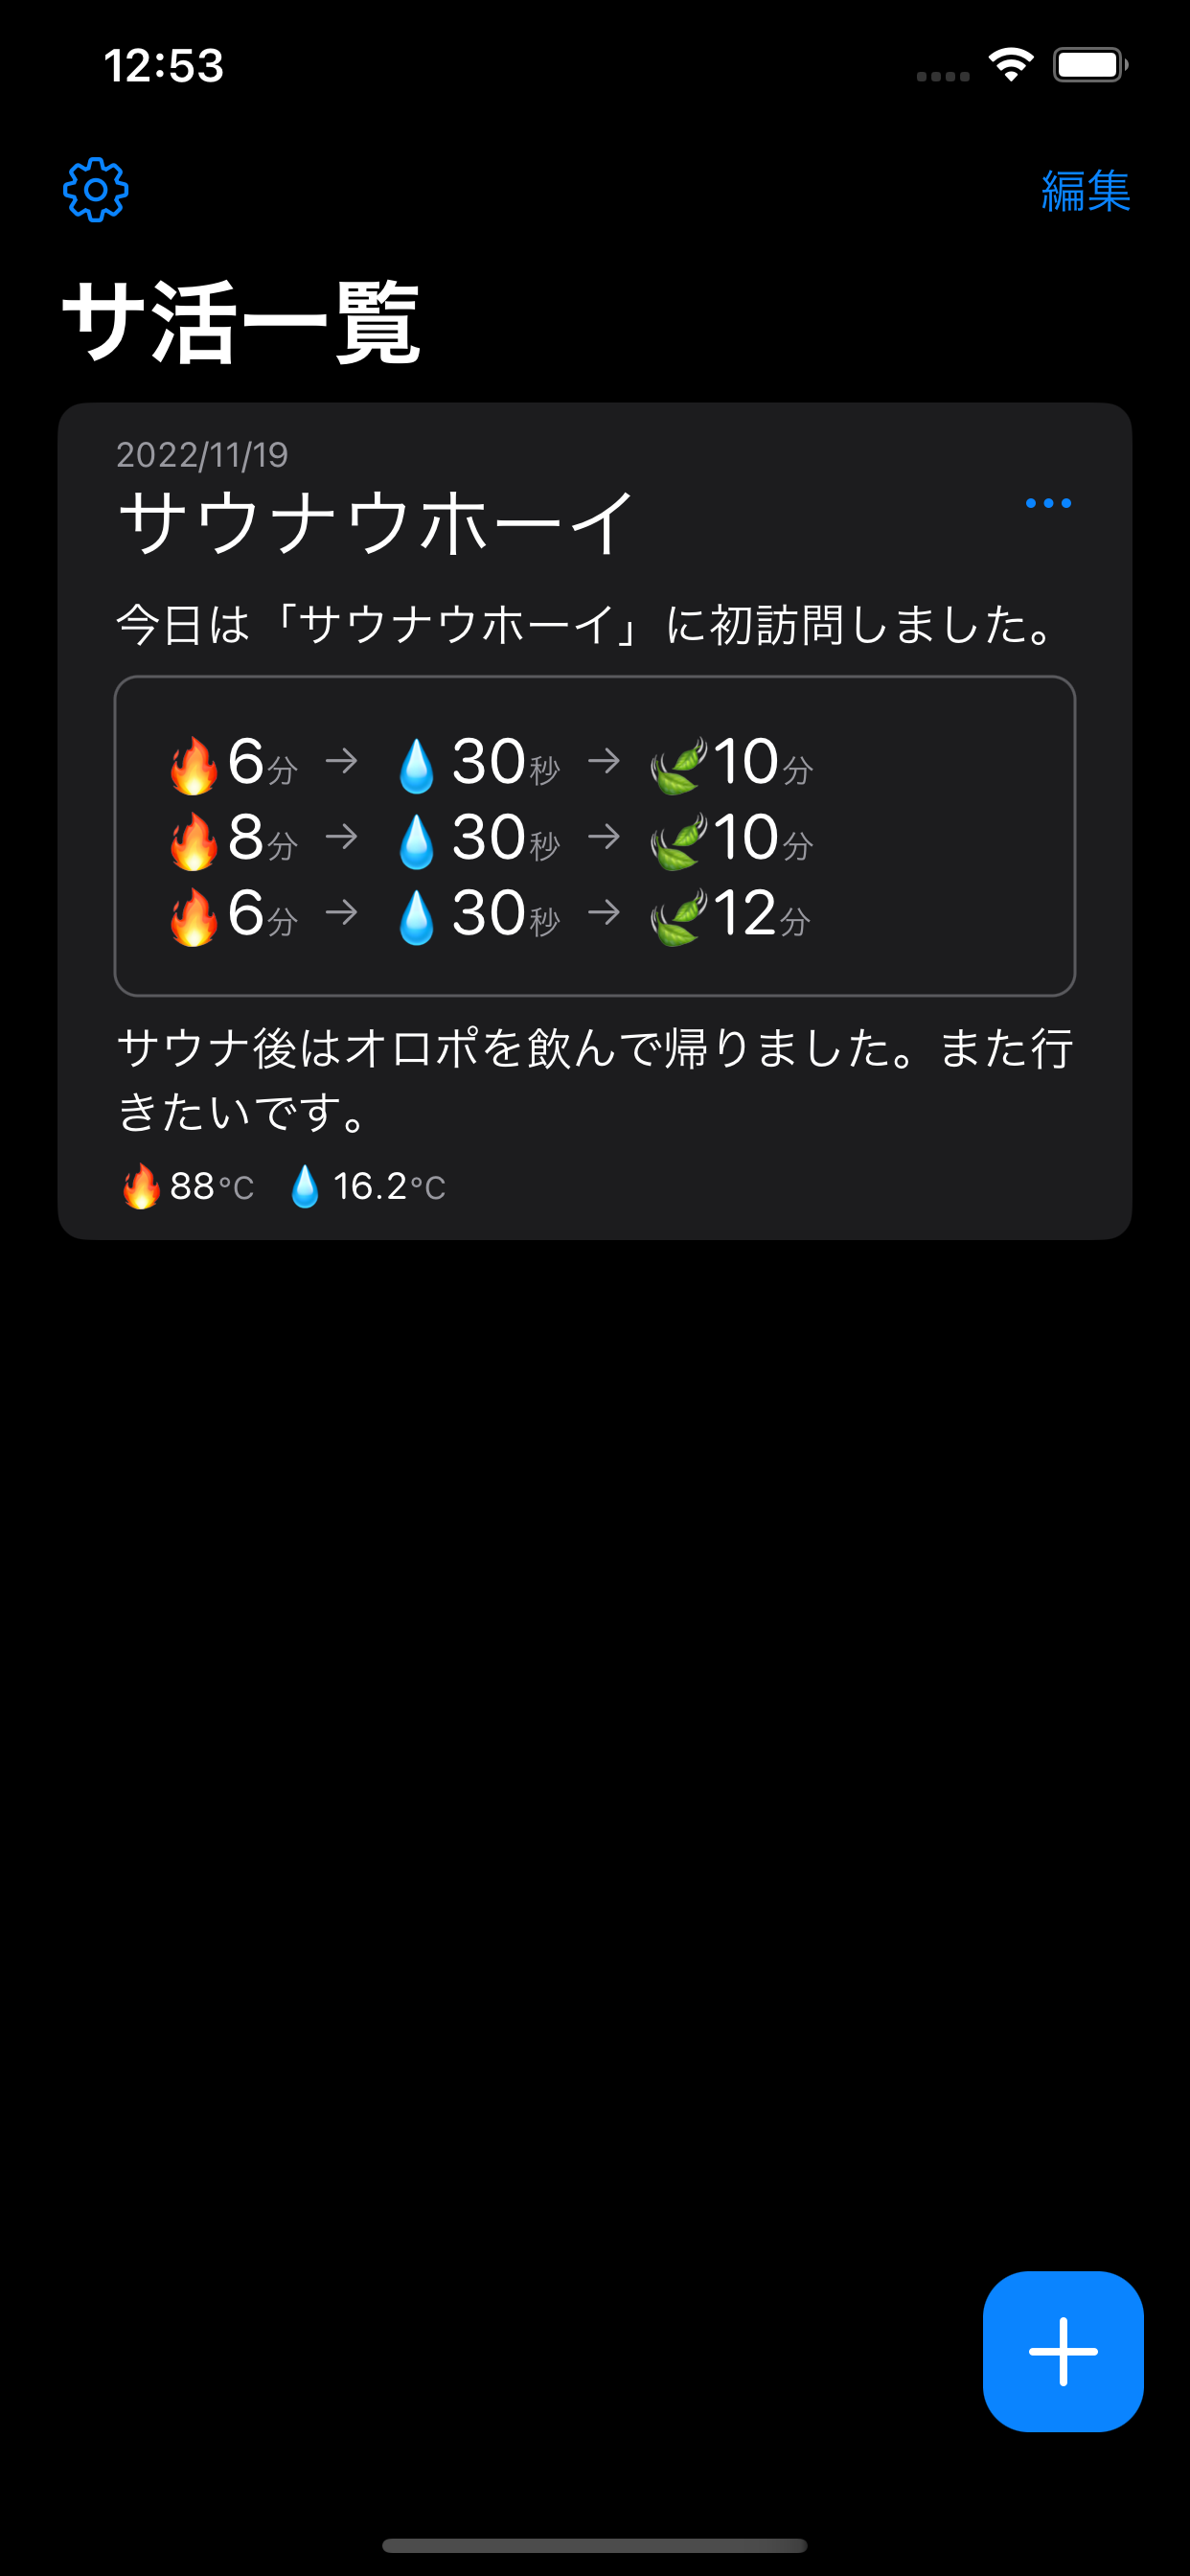 12:53
編集
サ活一覧
2022/11/19
サウナウホーイ
今日は「サウナウホーイ」に初訪問しました。
🔥6分 → 💧30秒 → 🍃10分
🔥8分 → 💧30秒 → 🍃10分
🔥6分 → 💧30秒 → 🍃12分
サウナ後はオロポを飲んで帰りました。また行
きたいです。
🔥88°C 💧16.2°C